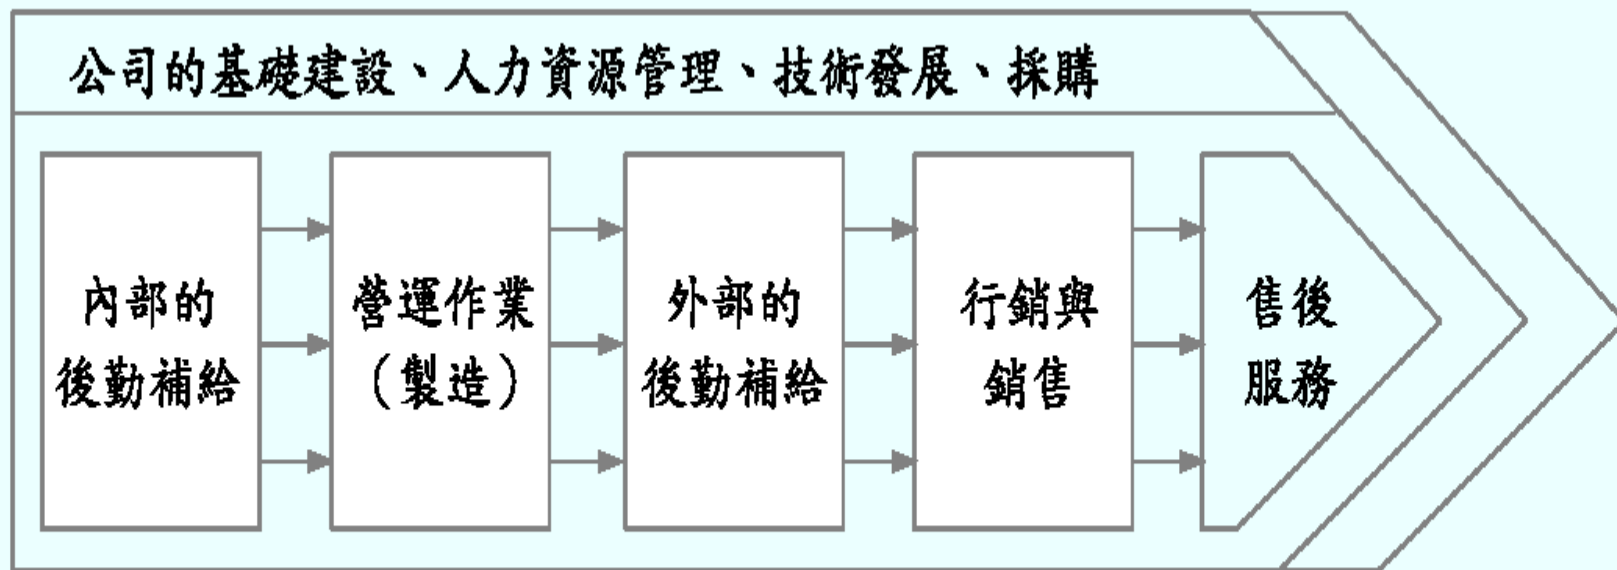 公司的基礎建設、人力資源管理、技術發展、採購
內部的
後勤補給
營運作業
（製造）
外部的
後勤補給
行銷與
銷售
售後
服務